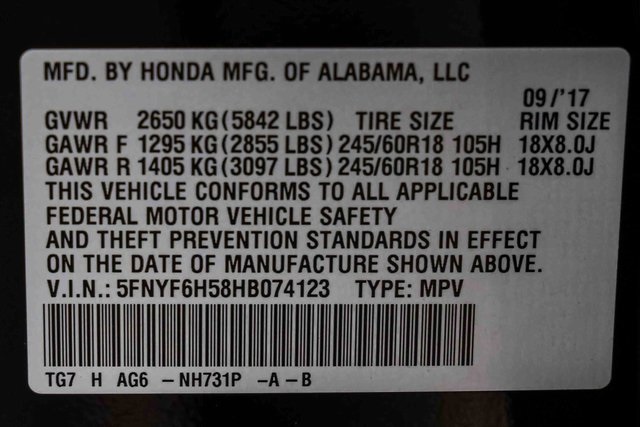 MFD. BY HONDA MFG. OF ALABAMA, LLC
09/'17
GVWR 2650 KG (5842 LBS) TIRE SIZE RIM SIZE
GAWR F 1295 KG (2855 LBS) 245/60R18 105H 18X8.0J
GAWR R 1405 KG (3097 LBS) 245/60R18 105H 18X8.0J
THIS VEHICLE CONFORMS TO ALL APPLICABLE
FEDERAL MOTOR VEHICLE SAFETY
AND THEFT PREVENTION STANDARDS IN EFFECT
ON THE DATE OF MANUFACTURE SHOWN ABOVE.
V.I.N.: 5FNYF6H58HB074123 TYPE: MPV
TG7 H AG6 – NH731P – A – B